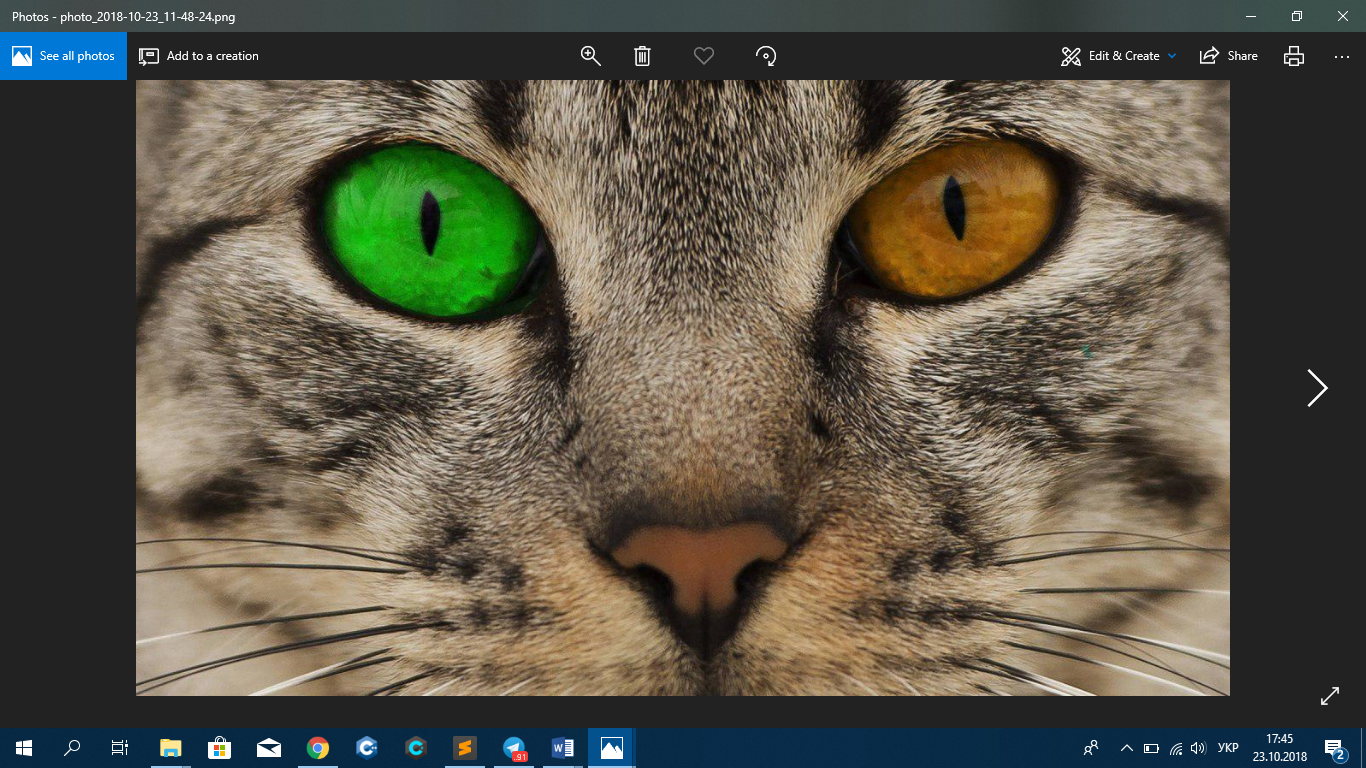 Photos - photo_2018-10-23_11-48-24.png
See all photos
Add to a creation
Edit & Create
Share
91
W
УКР
17:45
23.10.2018
2